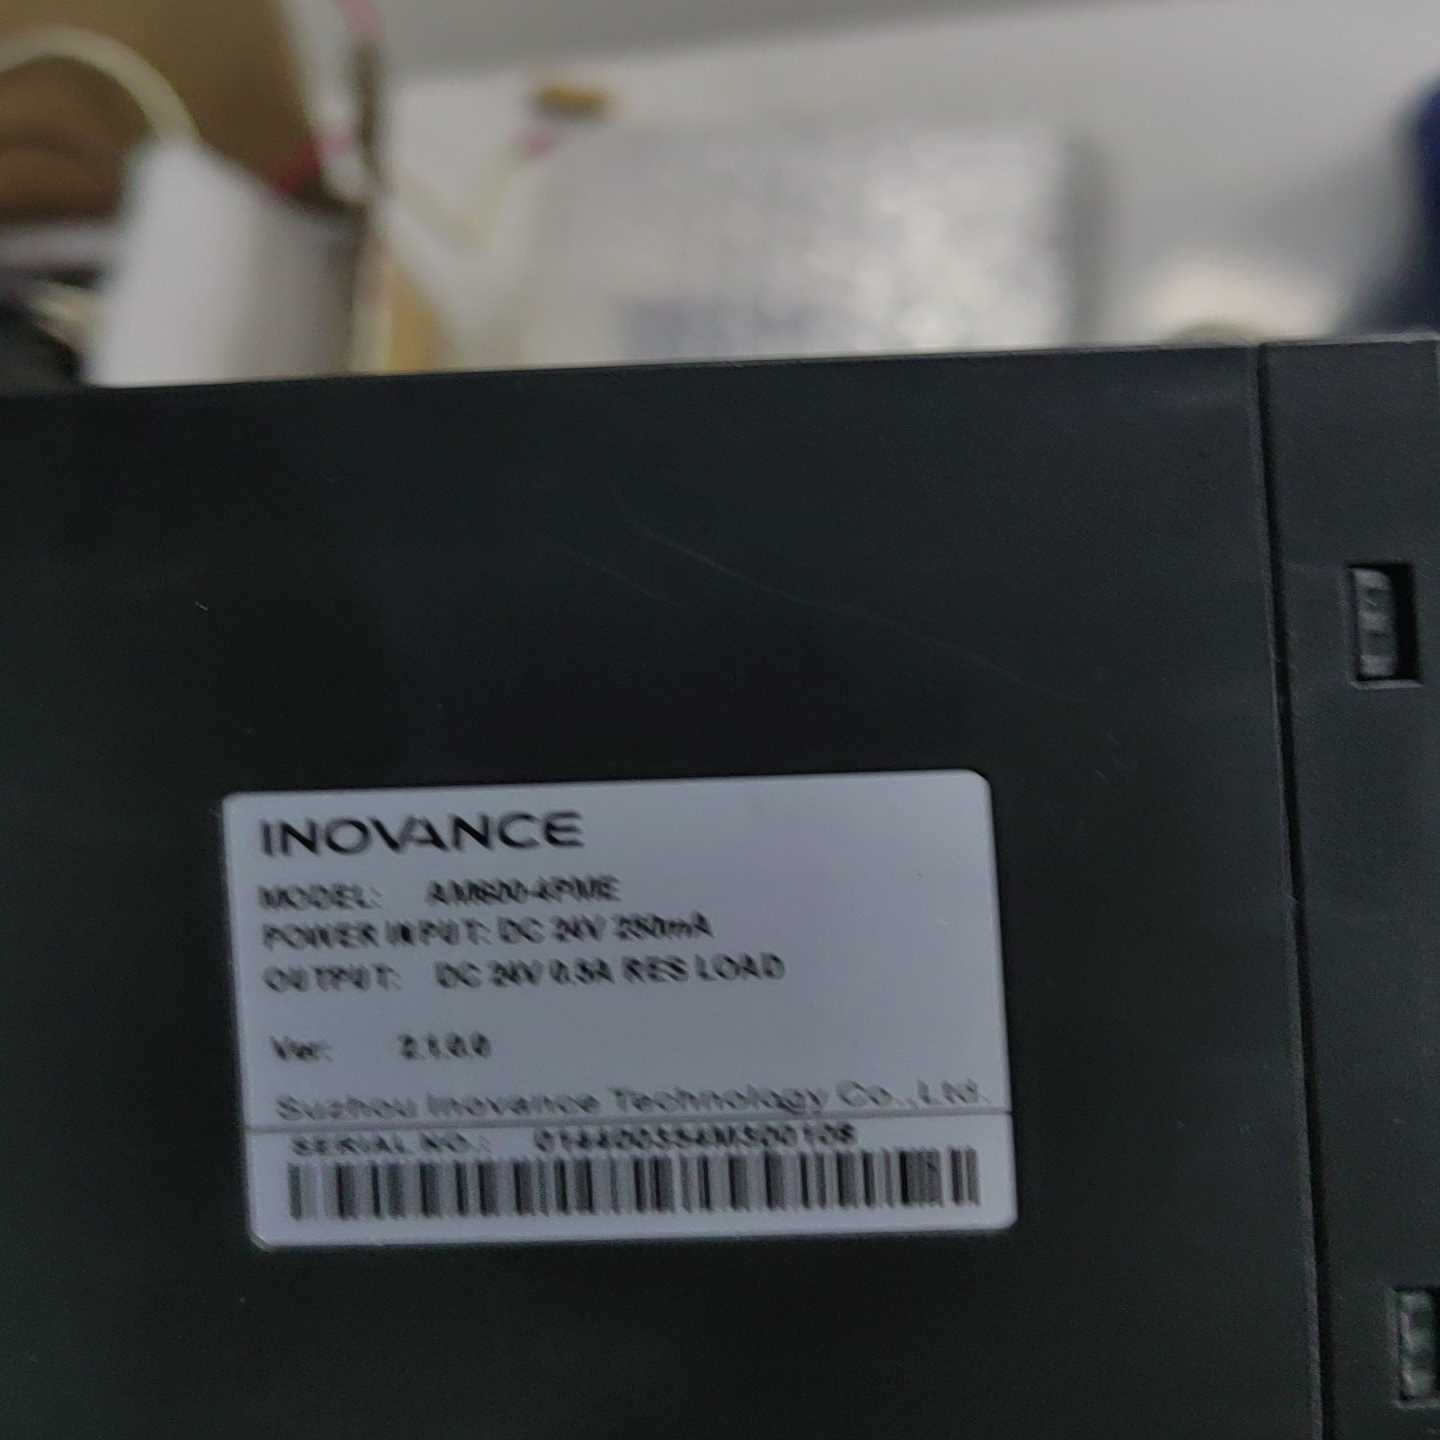 INOVANCE
MODEL: AM600-4PME
POWER INPUT: DC 24V 250mA
OUTPUT: DC 24V 0.5A RES LOAD
Ver: 2.1.0.0
Suzhou Inovance Technology Co.,Ltd.
SERIAL NO.: